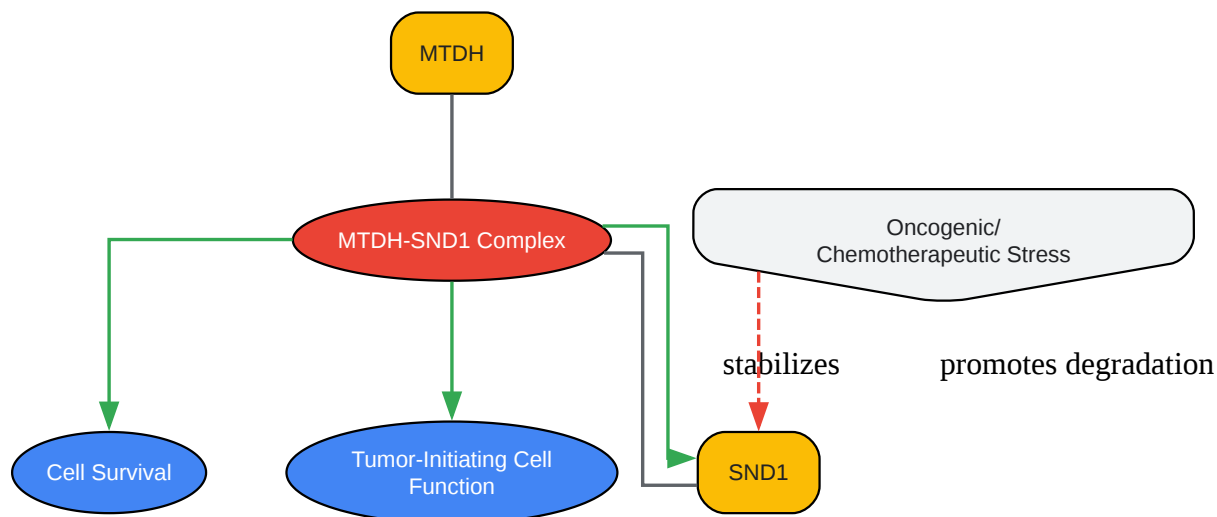 MTDH
MTDH-SND1 Complex
Oncogenic/
Chemotherapeutic Stress
stabilizes
promotes degradation
Cell Survival
Tumor-Initiating Cell
Function
SND1